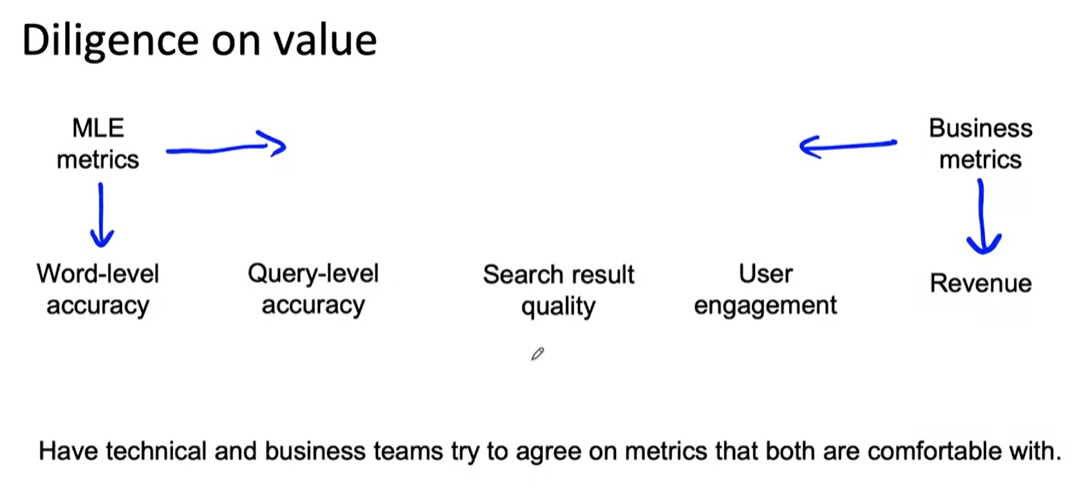 Diligence on value
MLE
metrics
Business
metrics
Word-level
accuracy
Query-level
accuracy
Search result
quality
User
engagement
Revenue
Have technical and business teams try to agree on metrics that both are comfortable with.